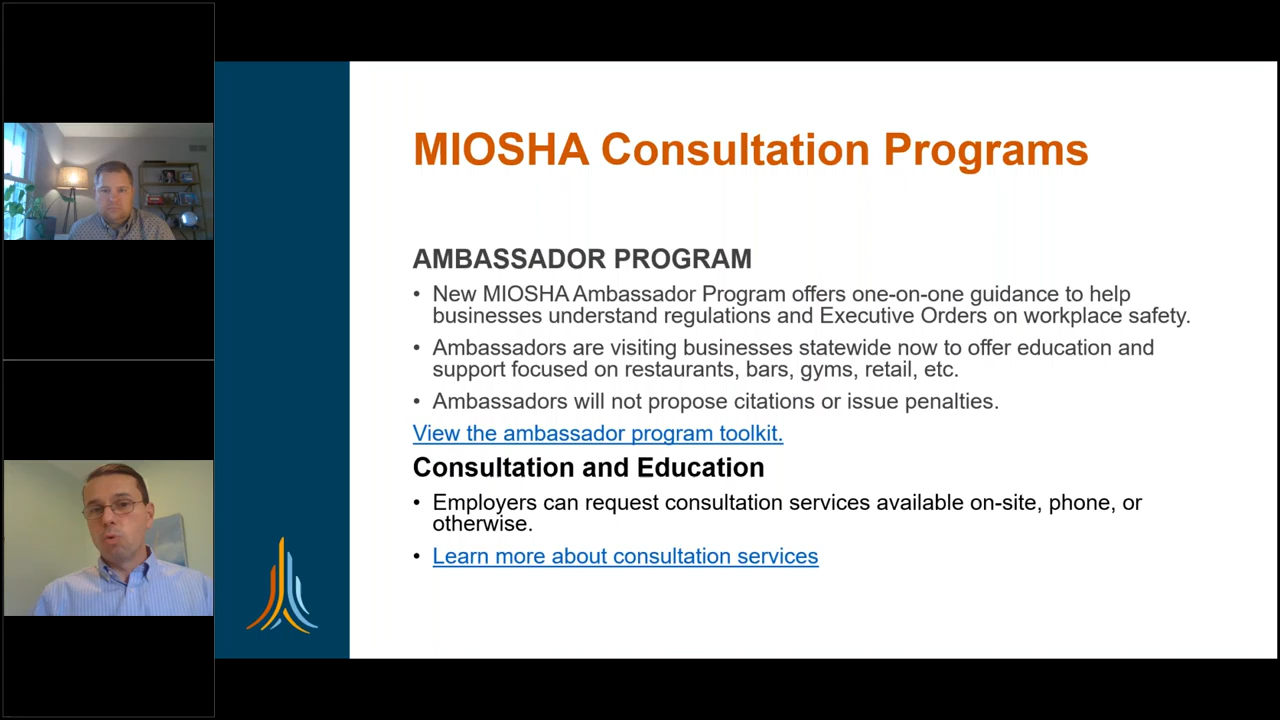 MIOSHA Consultation Programs
AMBASSADOR PROGRAM
• New MIOSHA Ambassador Program offers one-on-one guidance to help
businesses understand regulations and Executive Orders on workplace safety.
• Ambassadors are visiting businesses statewide now to offer education and
support focused on restaurants, bars, gyms, retail, etc.
• Ambassadors will not propose citations or issue penalties.
View the ambassador program toolkit.
Consultation and Education
• Employers can request consultation services available on-site, phone, or
otherwise.
• Learn more about consultation services